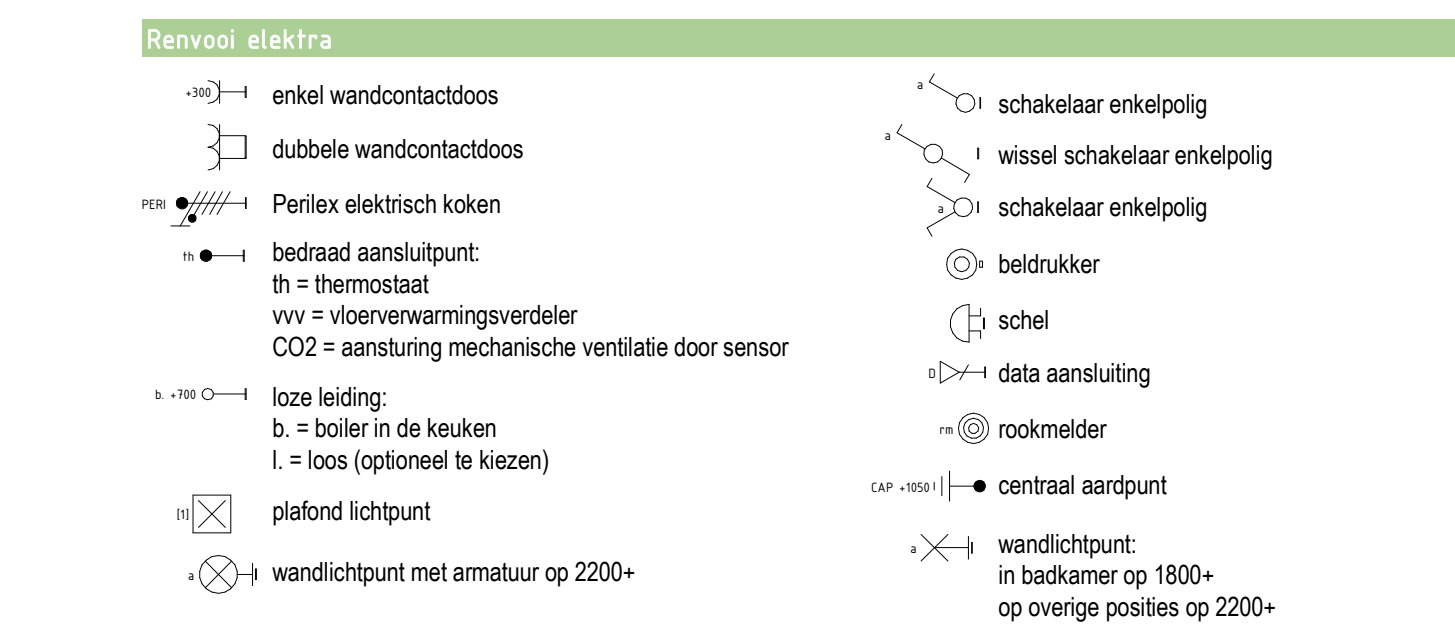 Renvooi elektra
+300 enkel wandcontactdoos
dubbele wandcontactdoos
PERI Perilex elektrisch koken
th bedraad aansluitpunt:
th = thermostaat
vvv = vloerverwarmingsverdeler
CO2 = aansturing mechanische ventilatie door sensor
b. +700 loze leiding:
b. = boiler in de keuken
l. = loos (optioneel te kiezen)
[1] plafond lichtpunt
a wandlichtpunt met armatuur op 2200+
a schakelaar enkelpolig
a wissel schakelaar enkelpolig
a schakelaar enkelpolig
beldrukker
schel
D data aansluiting
rm rookmelder
CAP +1050 centraal aardpunt
a wandlichtpunt:
in badkamer op 1800+
op overige posities op 2200+